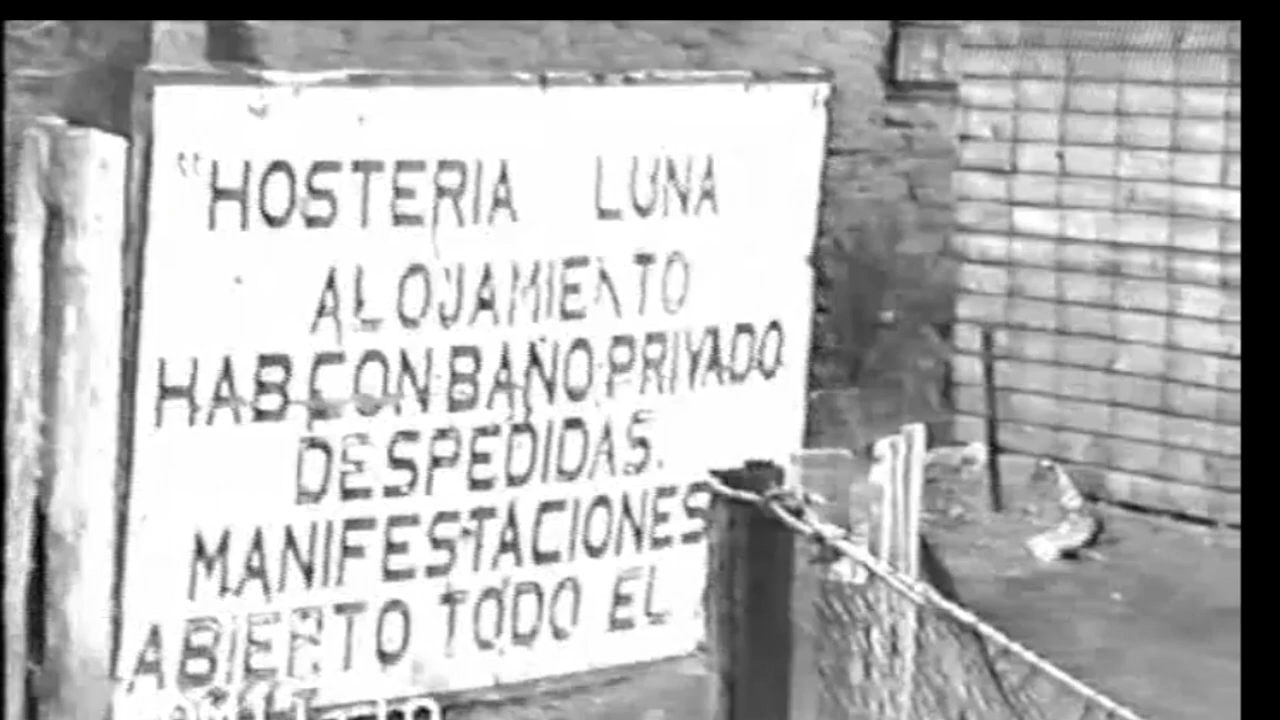 "HOSTERIA LUNA
ALOJAMIENTO
HAB CON BAÑO PRIVADO
DESPEDIDAS.
MANIFESTACIONES
ABIERTO TODO EL